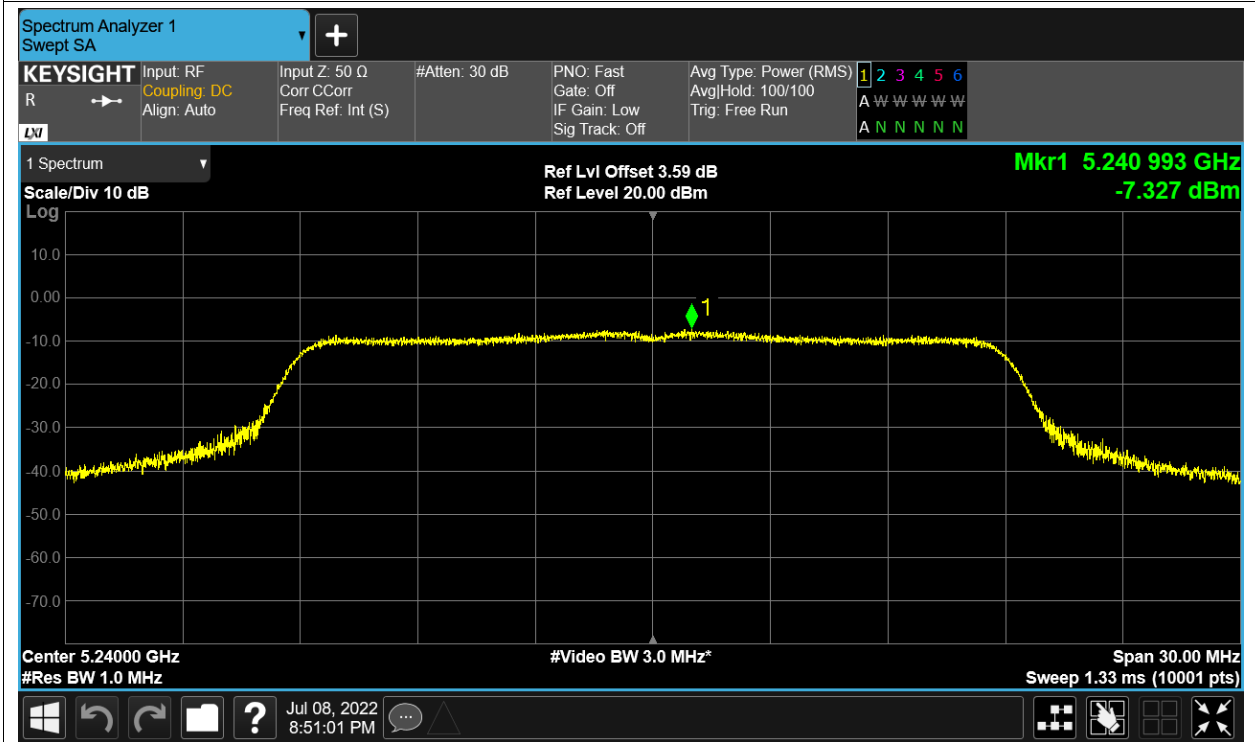 Spectrum Analyzer 1
Swept SA
+
KEYSIGHT
R
LXI
Input: RF
Coupling: DC
Align: Auto
Input Z: 50 Ω
Corr CCorr
Freq Ref: Int (S)
#Atten: 30 dB
PNO: Fast
Gate: Off
IF Gain: Low
Sig Track: Off
Avg Type: Power (RMS)
Avg|Hold: 100/100
Trig: Free Run
1 2 3 4 5 6
A W W W W W
A N N N N N
1 Spectrum
Scale/Div 10 dB
Log
Ref Lvl Offset 3.59 dB
Ref Level 20.00 dBm
Mkr1 5.240 993 GHz
-7.327 dBm
10.0
0.00
1
-10.0
-20.0
-30.0
-40.0
-50.0
-60.0
-70.0
Center 5.24000 GHz
#Res BW 1.0 MHz
#Video BW 3.0 MHz*
Span 30.00 MHz
Sweep 1.33 ms (10001 pts)
?
Jul 08, 2022
8:51:01 PM